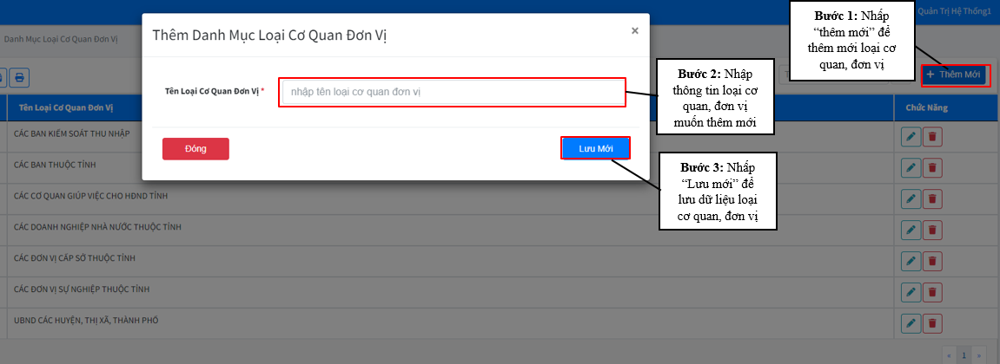 Quản Trị Hệ Thống1
Danh Mục Loại Cơ Quan Đơn Vị
Thêm Danh Mục Loại Cơ Quan Đơn Vị
×
Bước 1: Nhấp
“thêm mới” để
thêm mới loại cơ
quan, đơn vị
+ Thêm Mới
Tên Loại Cơ Quan Đơn Vị *
nhập tên loại cơ quan đơn vị
Bước 2: Nhập
thông tin loại cơ
quan, đơn vị
muốn thêm mới
Đóng
Lưu Mới
Bước 3: Nhấp
“Lưu mới” để
lưu dữ liệu loại
cơ quan, đơn vị
Tên Loại Cơ Quan Đơn Vị
Chức Năng
CÁC BAN KIỂM SOÁT THU NHẬP
CÁC BAN THUỘC TỈNH
CÁC CƠ QUAN GIÚP VIỆC CHO HĐND TỈNH
CÁC DOANH NGHIỆP NHÀ NƯỚC THUỘC TỈNH
CÁC ĐƠN VỊ CẤP SỞ THUỘC TỈNH
CÁC ĐƠN VỊ SỰ NGHIỆP THUỘC TỈNH
UBND CÁC HUYỆN, THỊ XÃ, THÀNH PHỐ
« 1 »